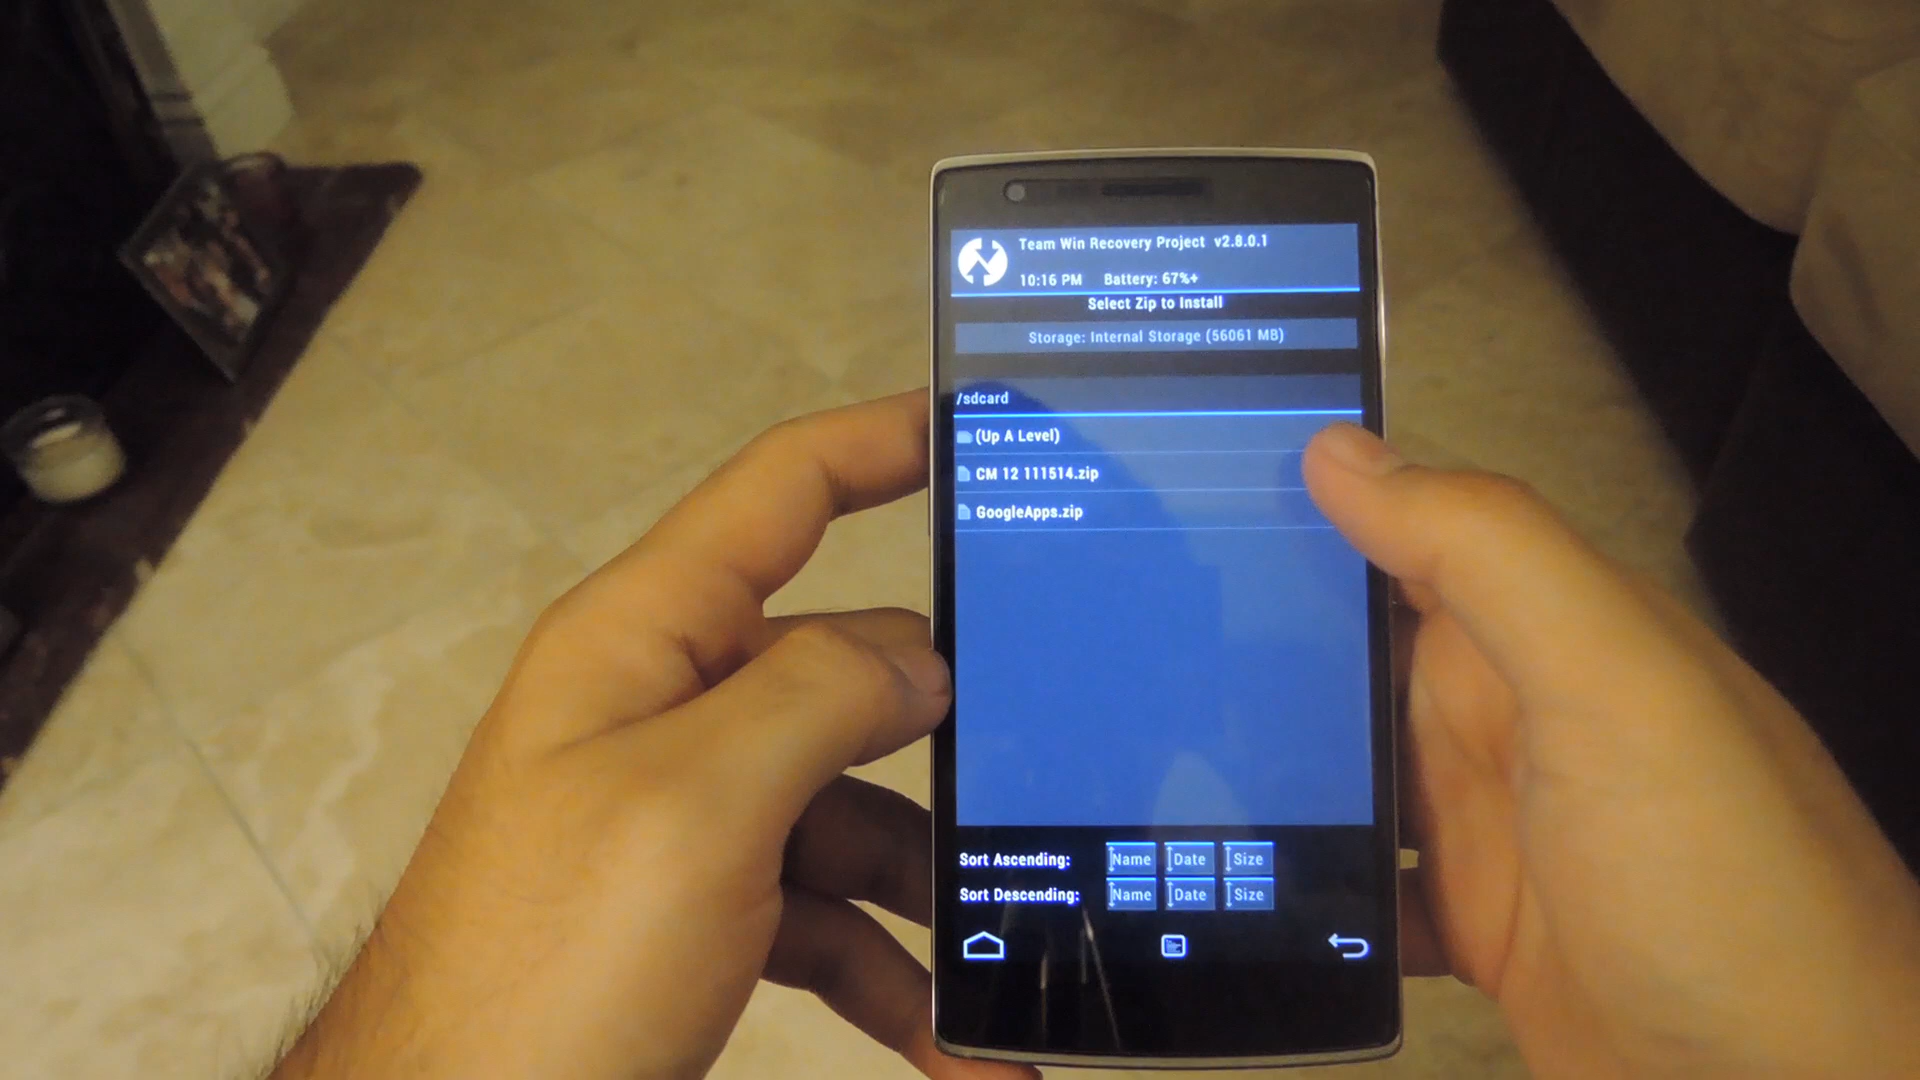 Team Win Recovery Project v2.8.0.1
10:16 PM Battery: 67%+
Select Zip to Install
Storage: Internal Storage (56061 MB)
/sdcard
(Up A Level)
CM 12 111514.zip
GoogleApps.zip
Sort Ascending: Name Date Size
Sort Descending: Name Date Size